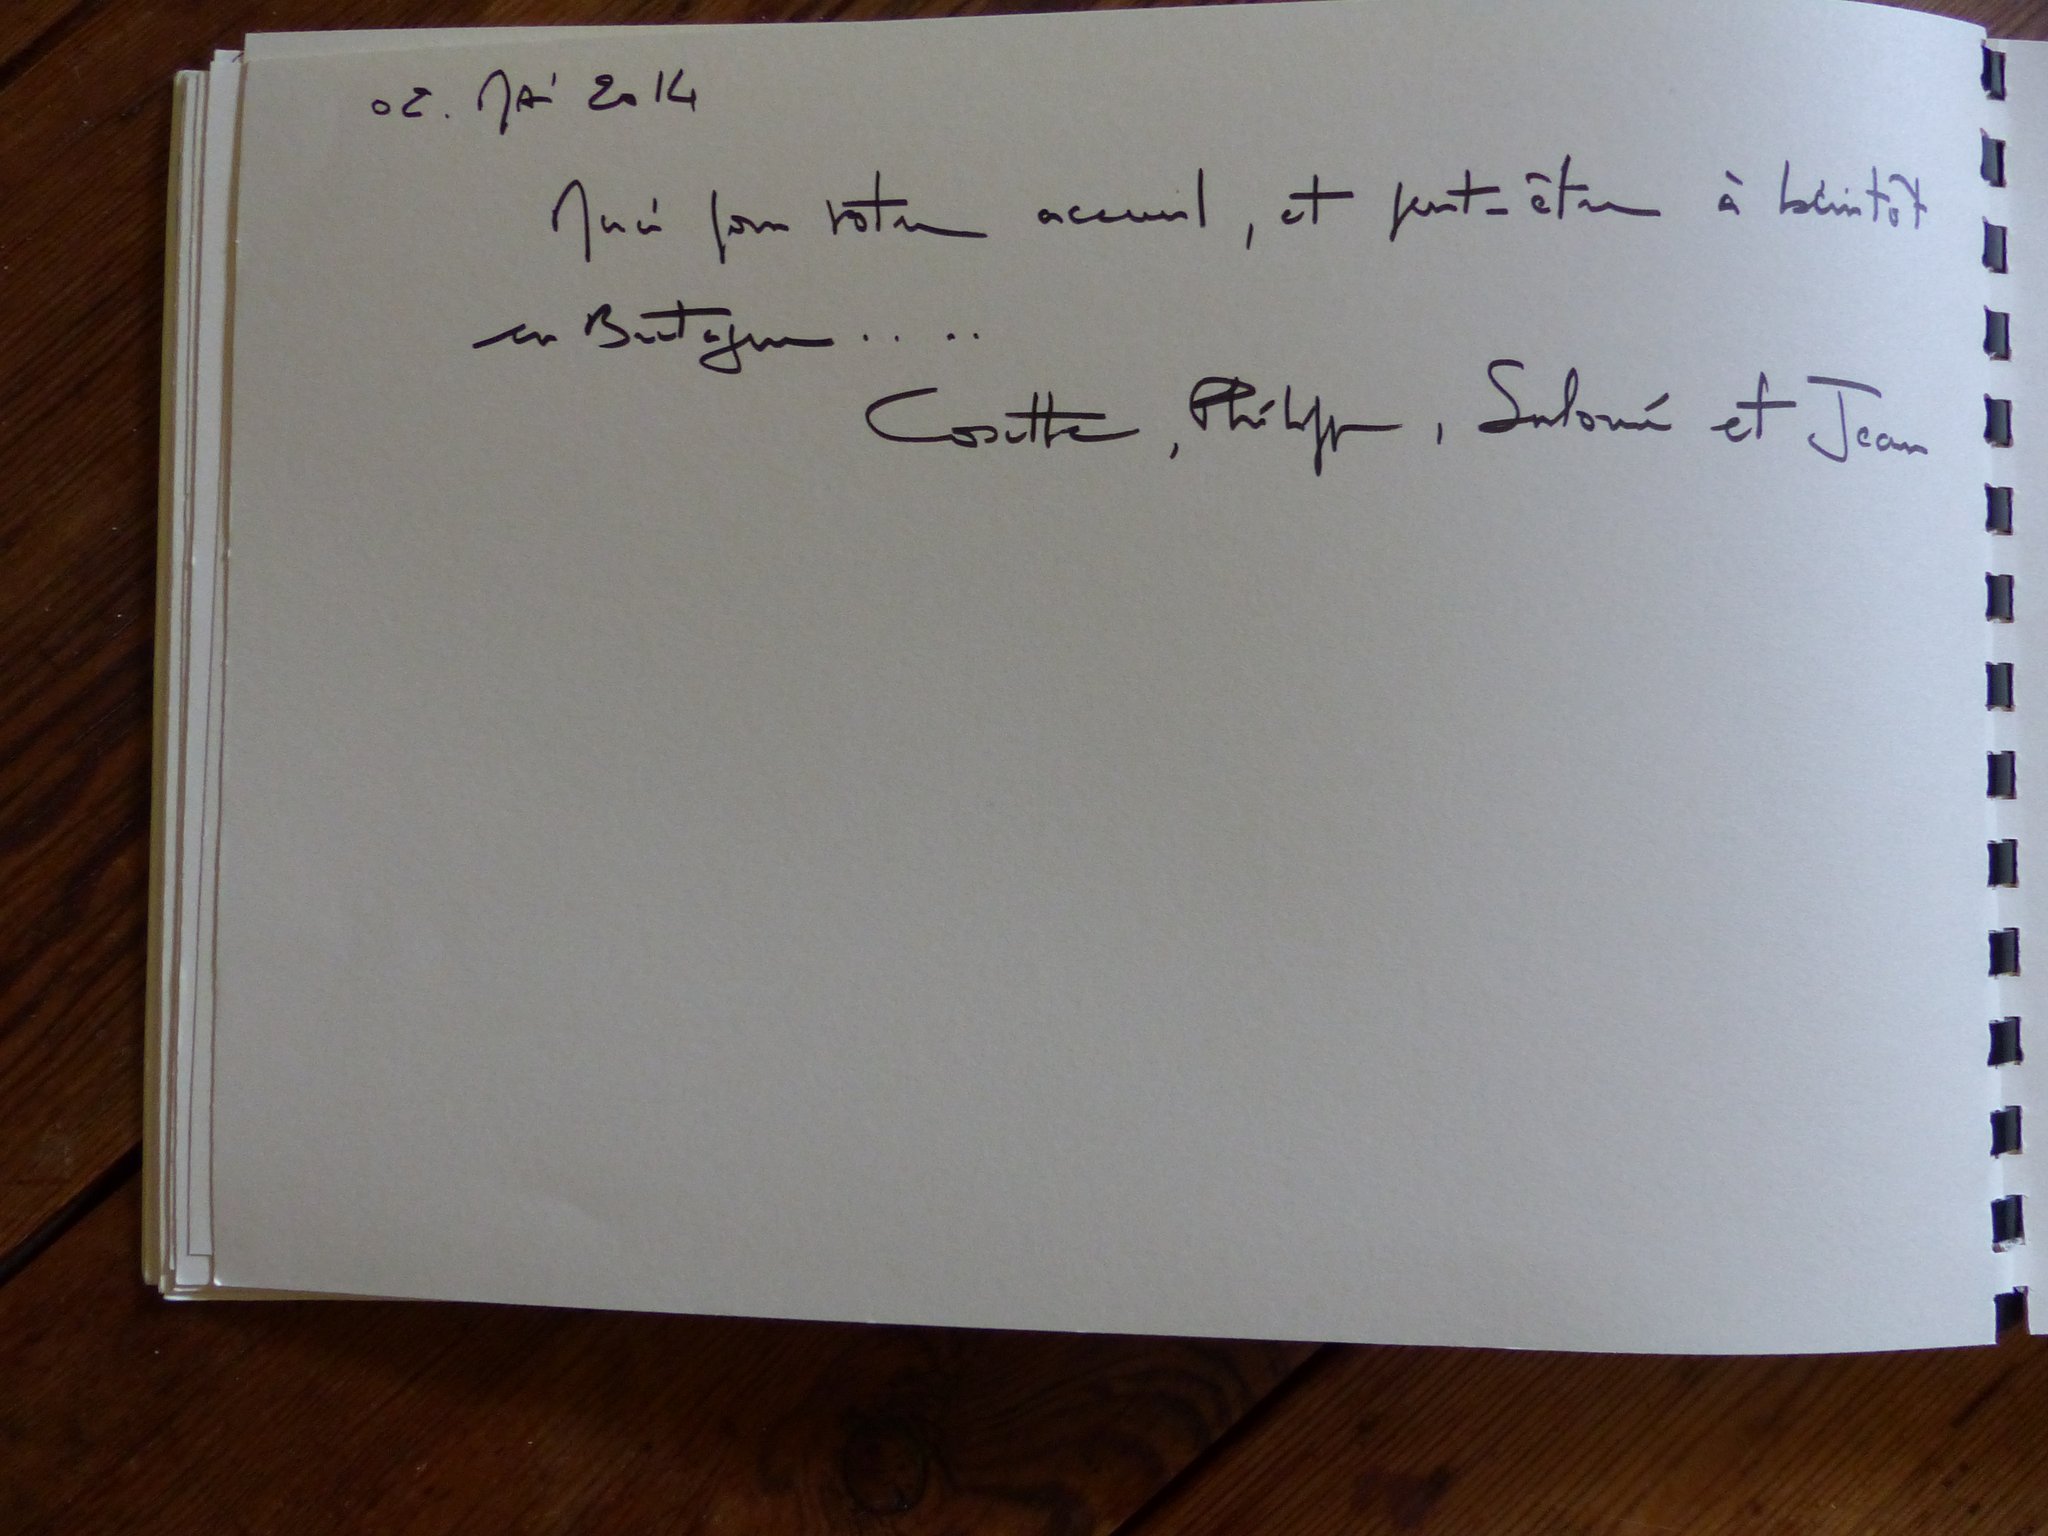 02. Mai 2014
Merci pour votre accueil, et peut-être à bientôt
en Bretagne . . . .
Cosette, Philippe, Salomé et Jean